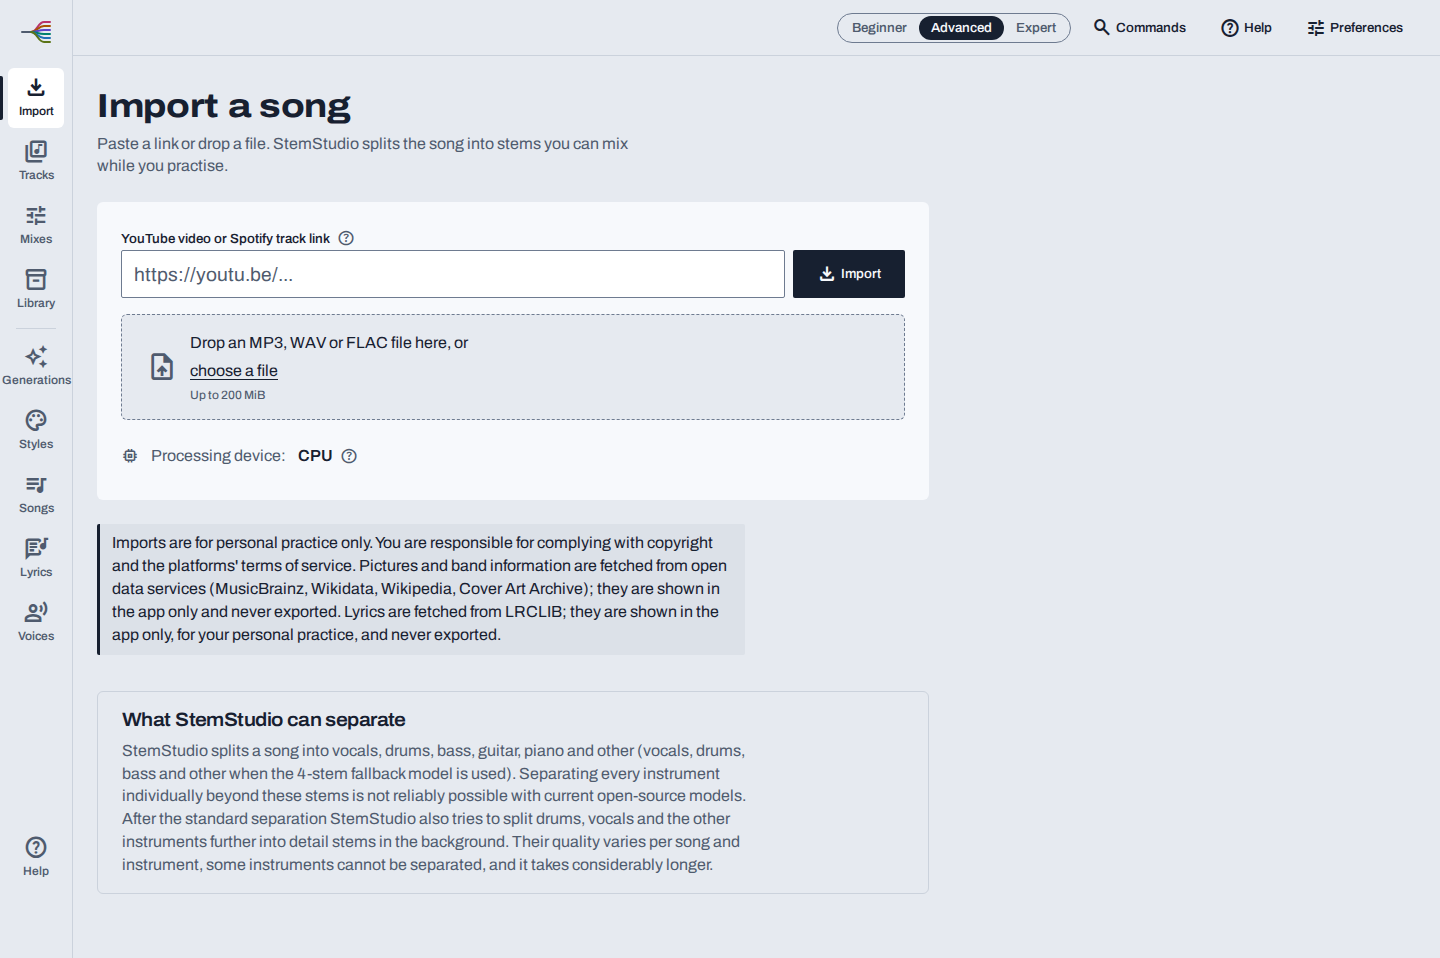 Beginner Advanced Expert Commands Help Preferences
Import
Tracks
Mixes
Library
Generations
Styles
Songs
Lyrics
Voices
Help
Import a song
Paste a link or drop a file. StemStudio splits the song into stems you can mix
while you practise.
YouTube video or Spotify track link
https://youtu.be/...
Import
Drop an MP3, WAV or FLAC file here, or
choose a file
Up to 200 MiB
Processing device: CPU
Imports are for personal practice only. You are responsible for complying with copyright
and the platforms' terms of service. Pictures and band information are fetched from open
data services (MusicBrainz, Wikidata, Wikipedia, Cover Art Archive); they are shown in
the app only and never exported. Lyrics are fetched from LRCLIB; they are shown in the
app only, for your personal practice, and never exported.
What StemStudio can separate
StemStudio splits a song into vocals, drums, bass, guitar, piano and other (vocals, drums,
bass and other when the 4-stem fallback model is used). Separating every instrument
individually beyond these stems is not reliably possible with current open-source models.
After the standard separation StemStudio also tries to split drums, vocals and the other
instruments further into detail stems in the background. Their quality varies per song and
instrument, some instruments cannot be separated, and it takes considerably longer.